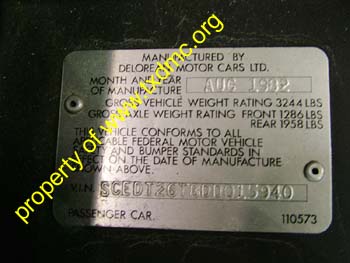 MANUFACTURED BY
DELOREAN MOTOR CARS LTD.
MONTH AND YEAR
OF MANUFACTURE AUG 1982
GROSS VEHICLE WEIGHT RATING 3244 LBS
GROSS AXLE WEIGHT RATING FRONT 1286 LBS
REAR 1958 LBS
THIS VEHICLE CONFORMS TO ALL
APPLICABLE FEDERAL MOTOR VEHICLE
SAFETY AND BUMPER STANDARDS IN
EFFECT ON THE DATE OF MANUFACTURE
SHOWN ABOVE.
V.I.N.
PASSENGER CAR. 110573
property of www.bxdmc.org